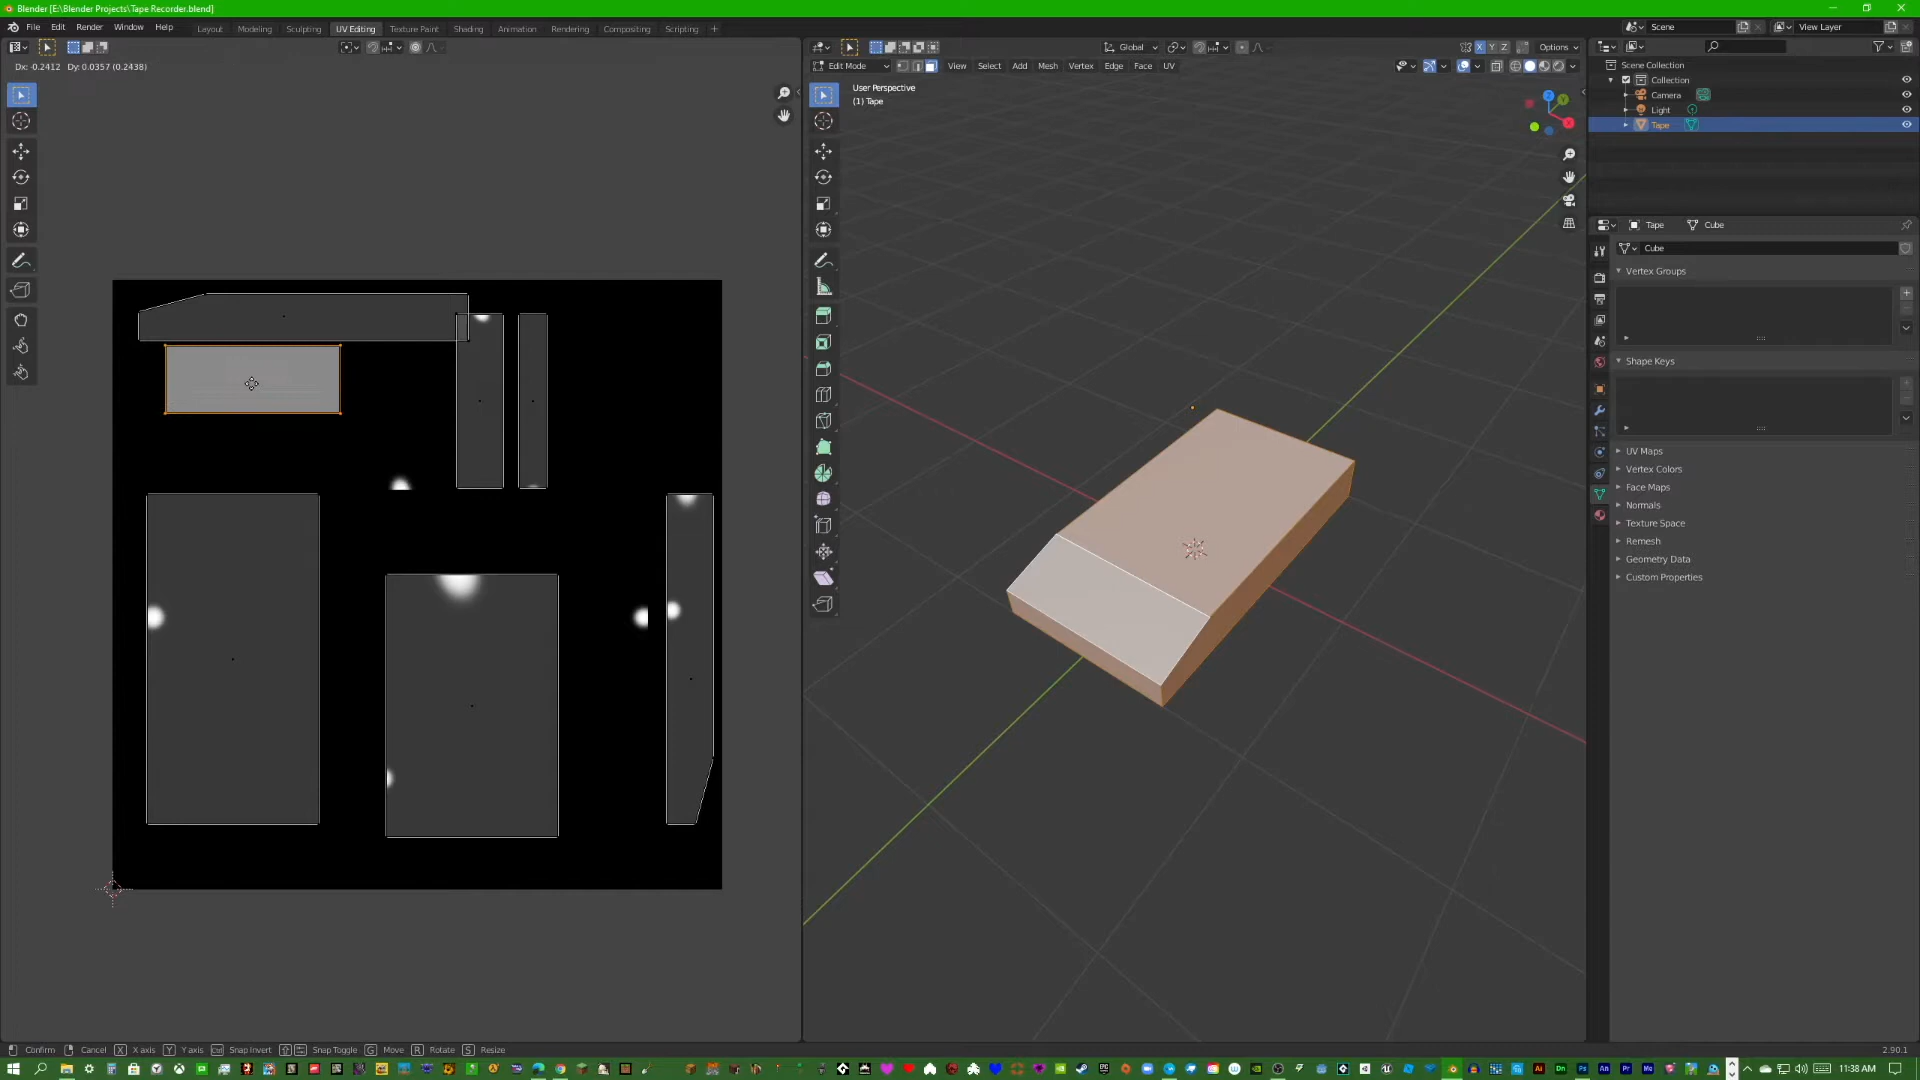 Blender [E:\Blender Projects\Tape Recorder.blend]
File Edit Render Window Help
Layout Modeling Sculpting UV Editing Texture Paint Shading Animation Rendering Compositing Scripting +
Scene
View Layer
Dx: -0.2412 Dy: 0.0357 (0.2438)
Global
X Y Z
Options
Edit Mode
View Select Add Mesh Vertex Edge Face UV
User Perspective
(1) Tape
Scene Collection
Collection
Camera
Light
Tape
Tape
Cube
Cube
Vertex Groups
Shape Keys
UV Maps
Vertex Colors
Face Maps
Normals
Texture Space
Remesh
Geometry Data
Custom Properties
Confirm Cancel X X axis Y Y axis Snap Invert Snap Toggle G Move R Rotate S Resize
2.90.1
11:38 AM